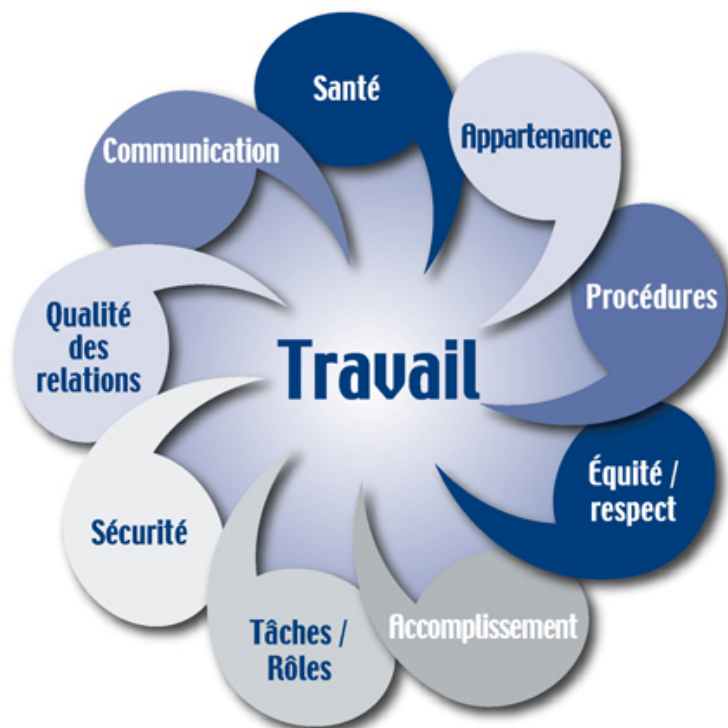 Santé
Appartenance
Procédures
Équité /
respect
Accomplissement
Tâches /
Rôles
Sécurité
Qualité
des
relations
Communication
Travail